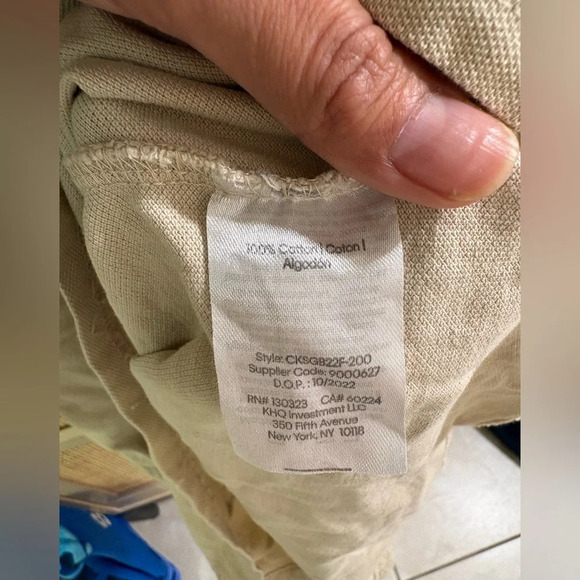 100% Cotton | Coton |
Algodón
Style: CKSGB22F-200
Supplier Code: 9000627
D.O.P. : 10/2022
RN# 130323 CA# 60224
KHQ Investment LLC
350 Fifth Avenue
New York, NY 10118